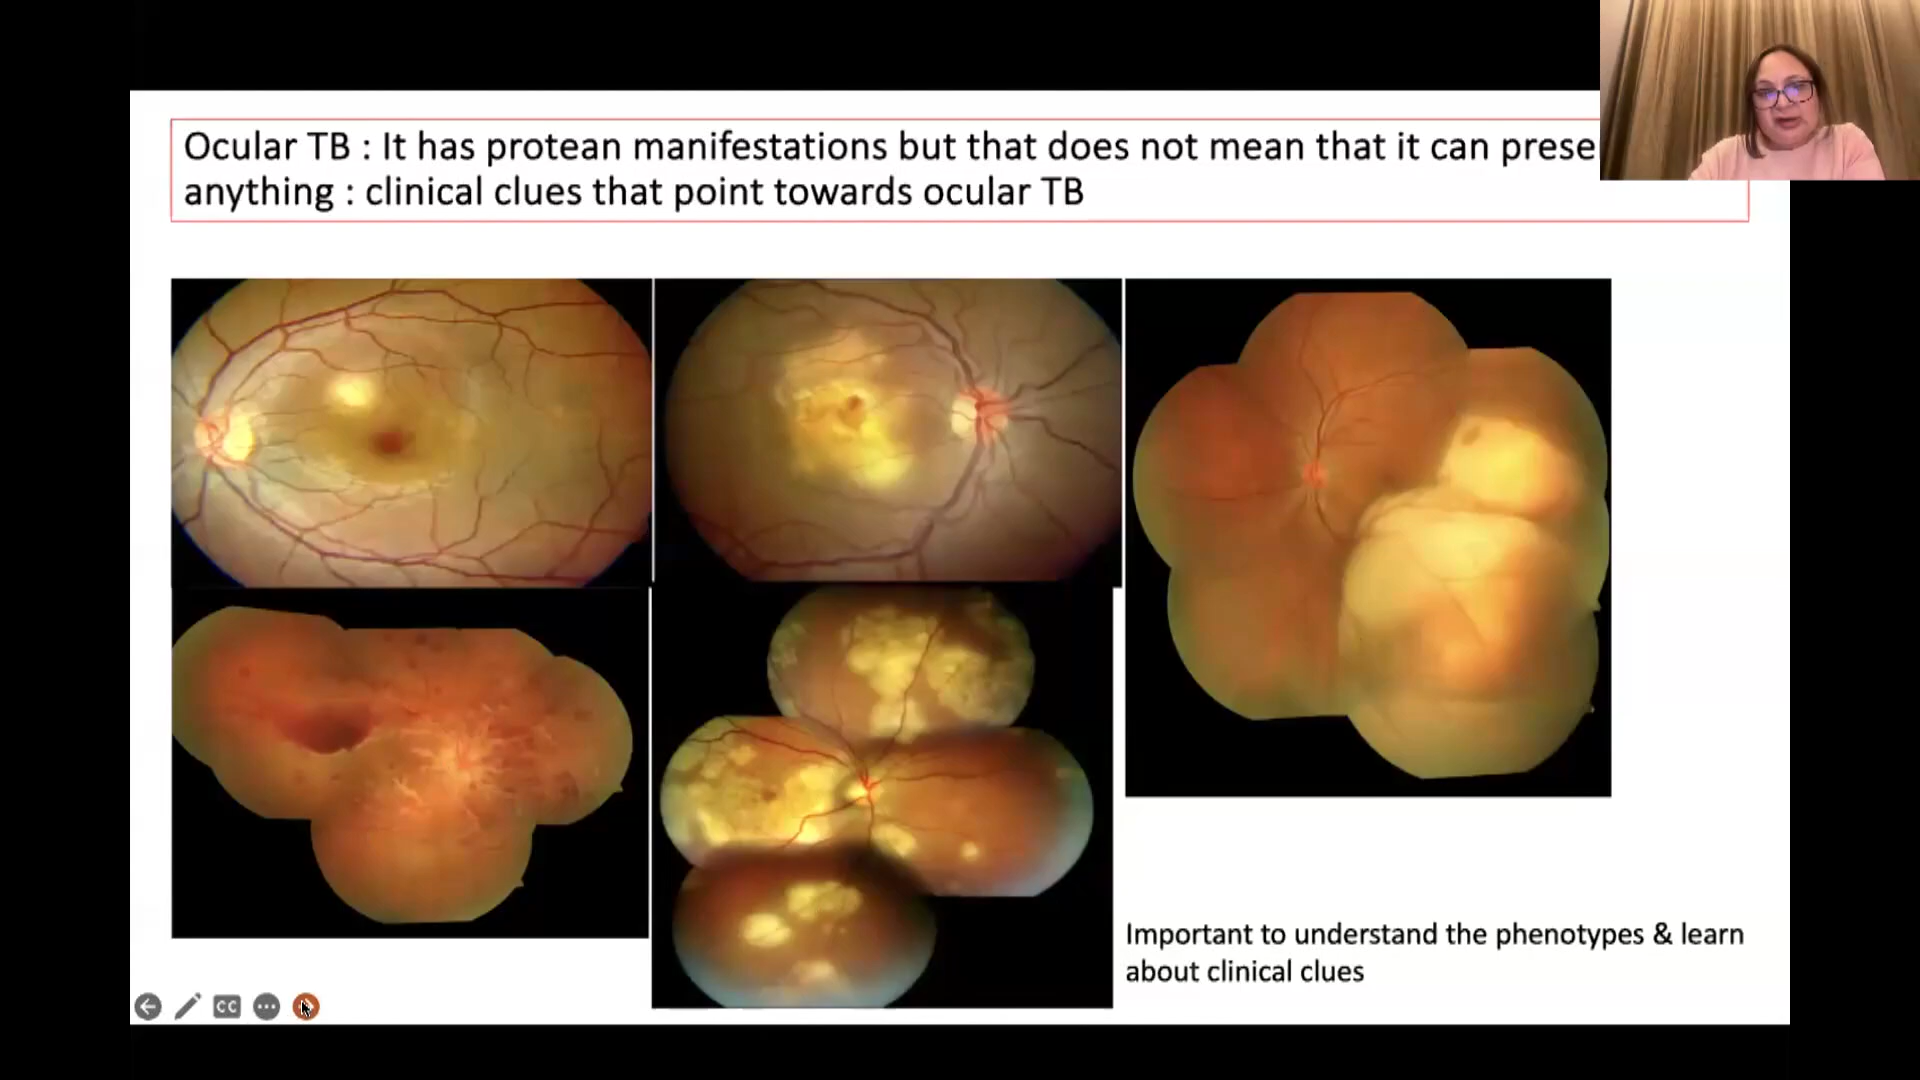 Ocular TB : It has protean manifestations but that does not mean that it can
anything : clinical clues that point towards ocular TB
Important to understand the phenotypes & learn
about clinical clues
CC